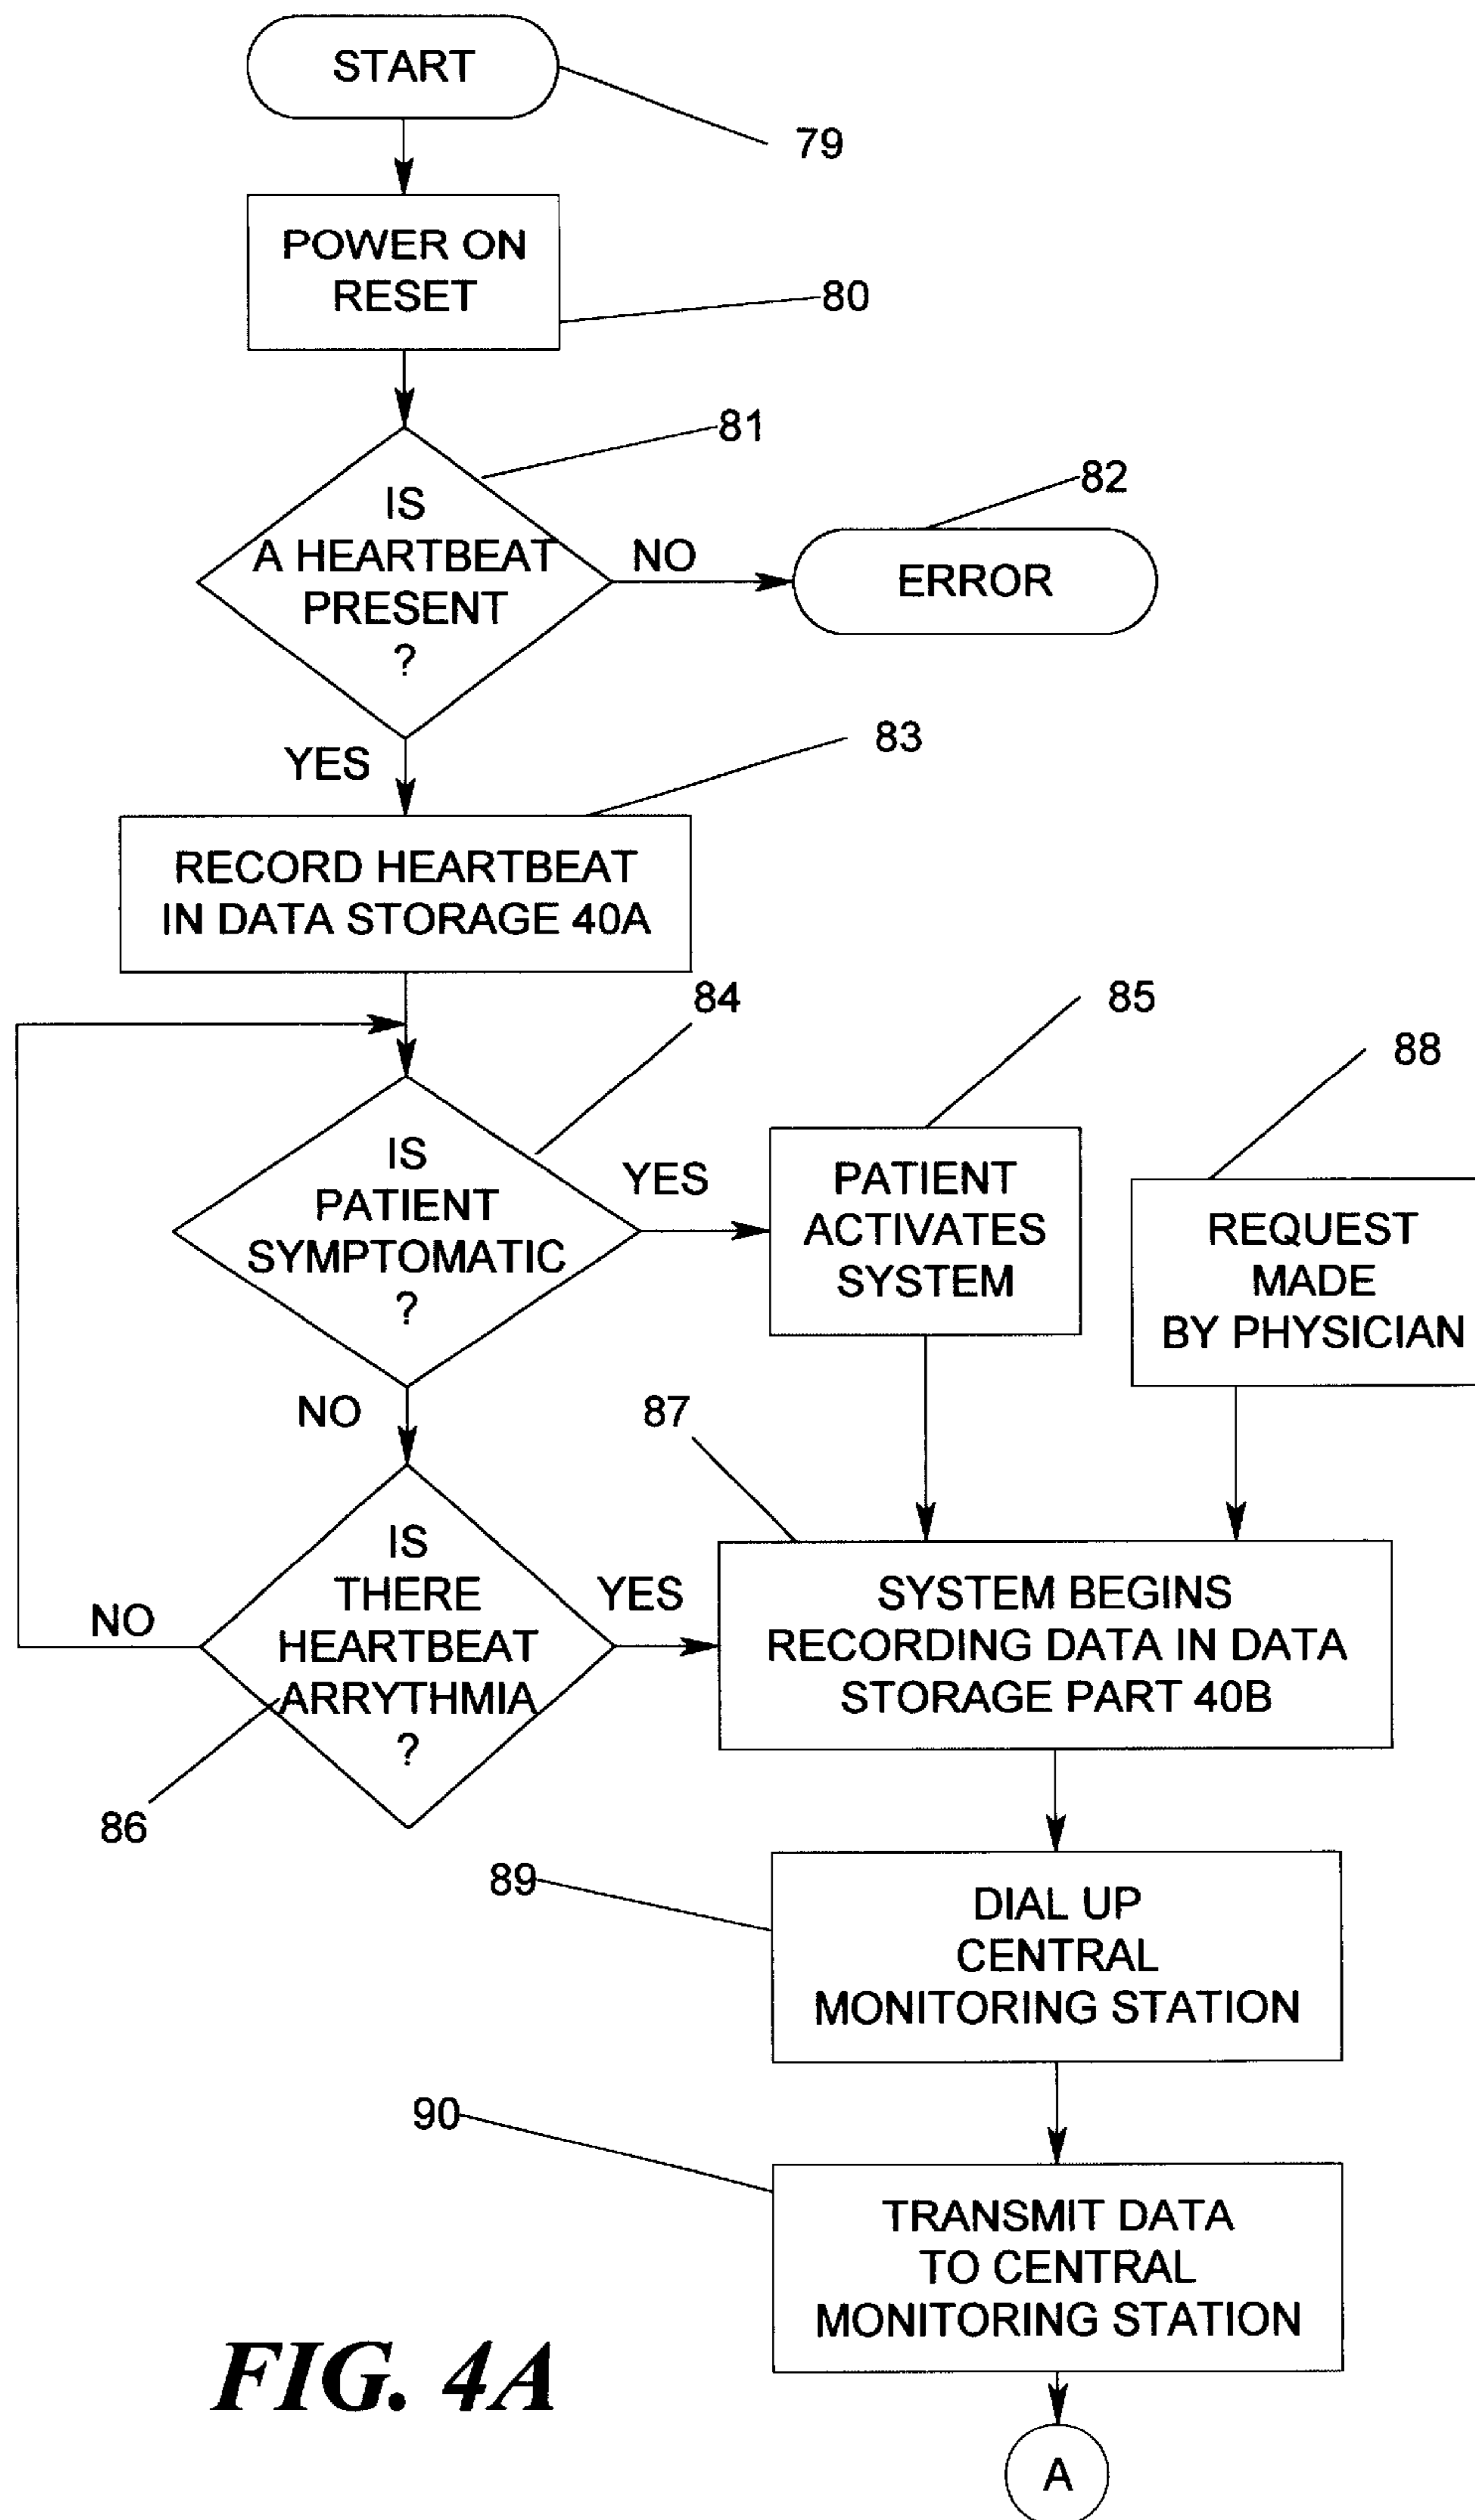 START
79
POWER ON
RESET
80
81
IS
A HEARTBEAT
PRESENT
?
NO
82
ERROR
YES
83
RECORD HEARTBEAT
IN DATA STORAGE 40A
84
85
88
IS
PATIENT
SYMPTOMATIC
?
YES
PATIENT
ACTIVATES
SYSTEM
REQUEST
MADE
BY PHYSICIAN
NO
87
IS
THERE
HEARTBEAT
ARRYTHMIA
?
NO
YES
86
SYSTEM BEGINS
RECORDING DATA IN DATA
STORAGE PART 40B
89
DIAL UP
CENTRAL
MONITORING STATION
90
TRANSMIT DATA
TO CENTRAL
MONITORING STATION
FIG. 4A
A